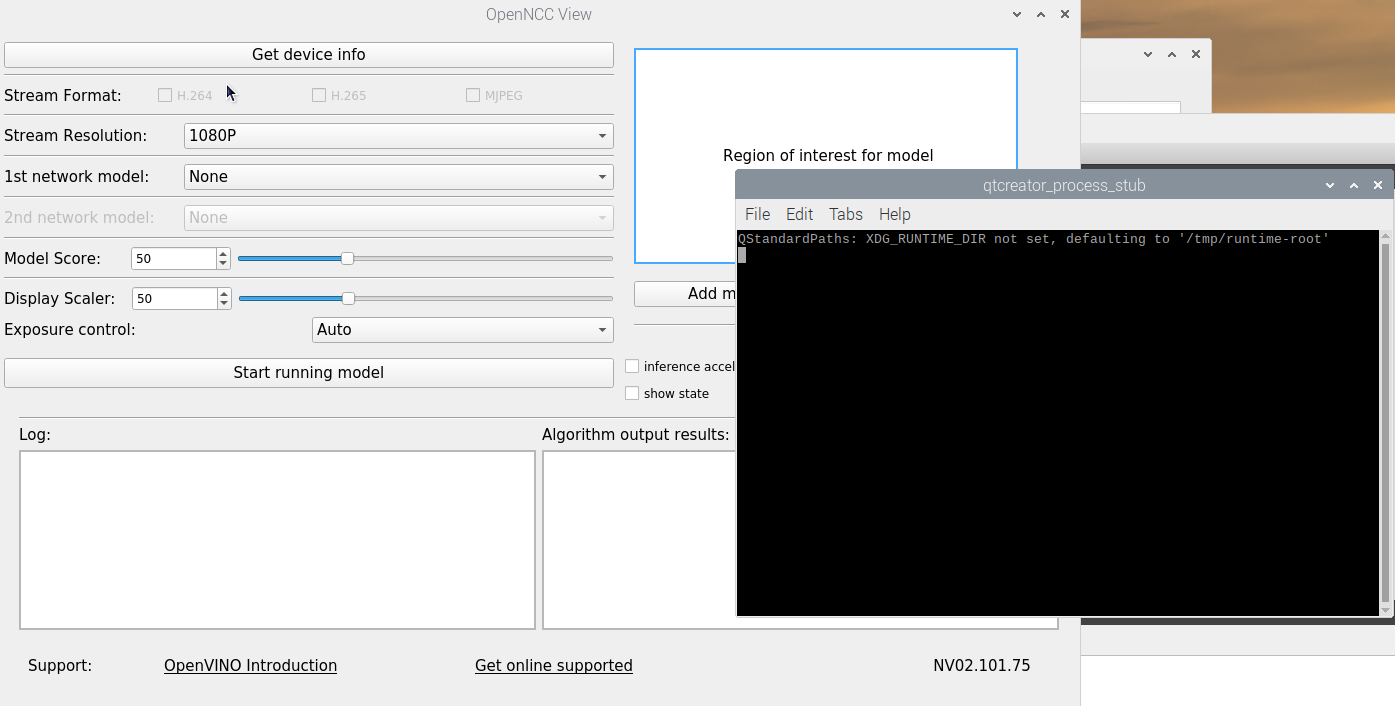 OpenNCC View
Get device info
Stream Format:
H.264
H.265
MJPEG
Stream Resolution:
1080P
1st network model:
None
2nd network model:
None
Model Score:
50
Display Scaler:
50
Exposure control:
Auto
Start running model
Region of interest for model
Add m
inference accel
show state
Log:
Algorithm output results:
Support:
OpenVINO Introduction
Get online supported
NV02.101.75
qtcreator_process_stub
File Edit Tabs Help
QStandardPaths: XDG_RUNTIME_DIR not set, defaulting to '/tmp/runtime-root'